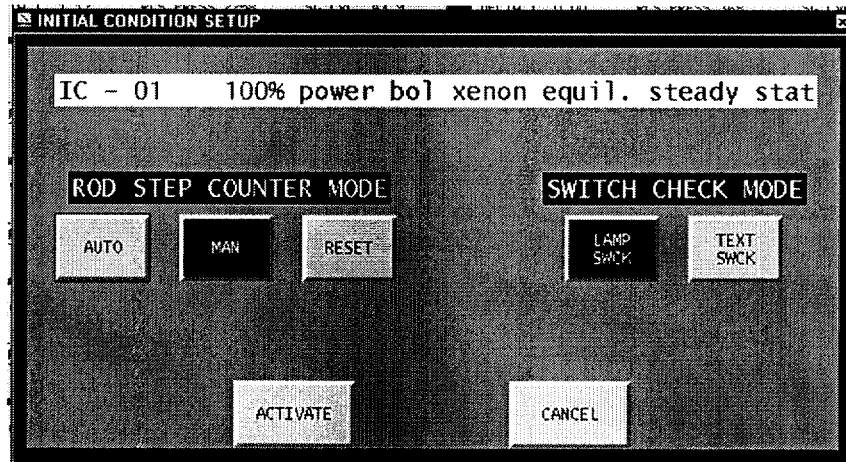 INITIAL CONDITION SETUP
IC - 01 100% power bol xenon equil. steady stat
ROD STEP COUNTER MODE
SWITCH CHECK MODE
AUTO
MAN
RESET
LAMP
SWCK
TEXT
SWCK
ACTIVATE
CANCEL